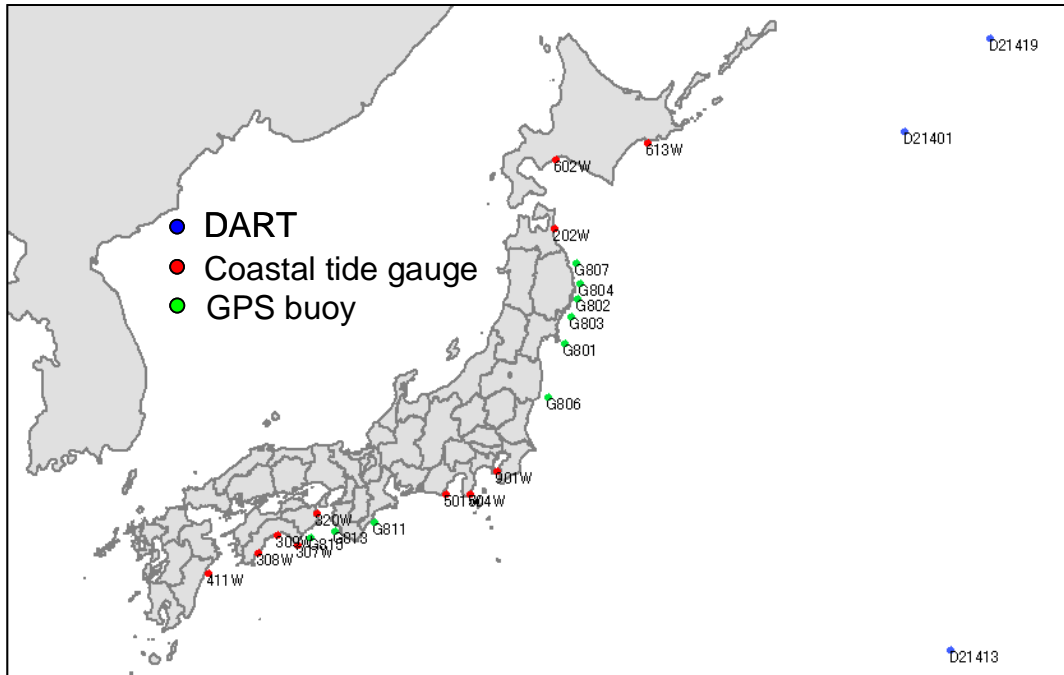 D21419
D21401
613W
602W
DART
202W
Coastal tide gauge
G807
GPS buoy
G804
G802
G803
G801
G806
901W
504W
320W
G811
G813
G815
307W
308W
411W
D21413